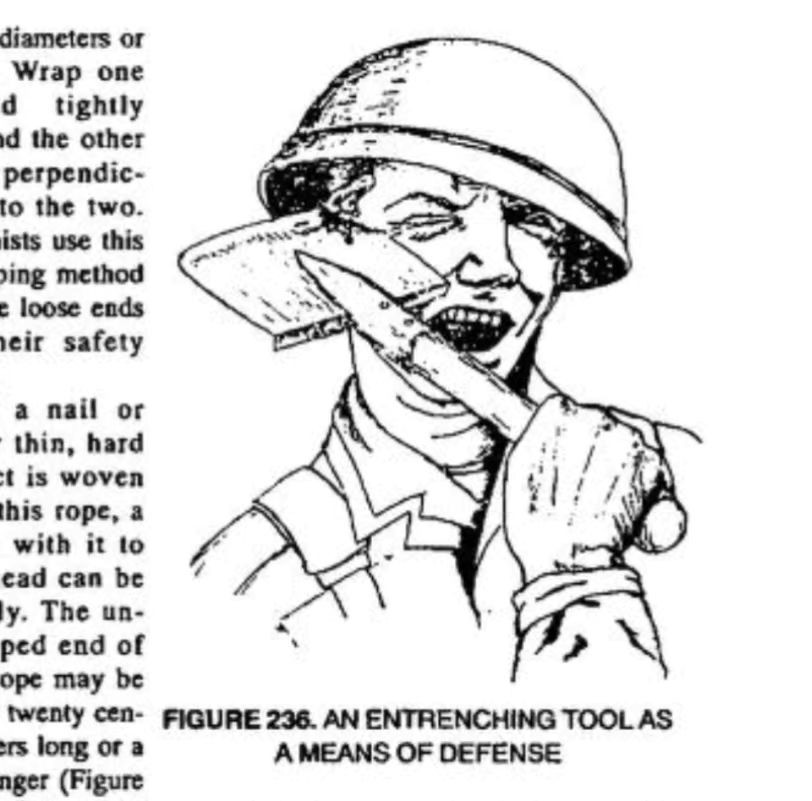 diameters or
Wrap one
d tightly
nd the other
perpendic-
to the two.
ists use this
ping method
e loose ends
heir safety
a nail or
thin, hard
ct is woven
this rope, a
with it to
ead can be
ly. The un-
ped end of
ope may be
twenty cen-
ers long or a
nger (Figure
FIGURE 236. AN ENTRENCHING TOOL AS
A MEANS OF DEFENSE